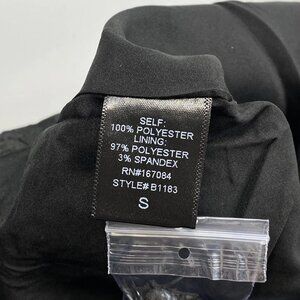 SELF:
100% POLYESTER
LINING:
97% POLYESTER
3% SPANDEX
RN#167084
STYLE# B1183
S